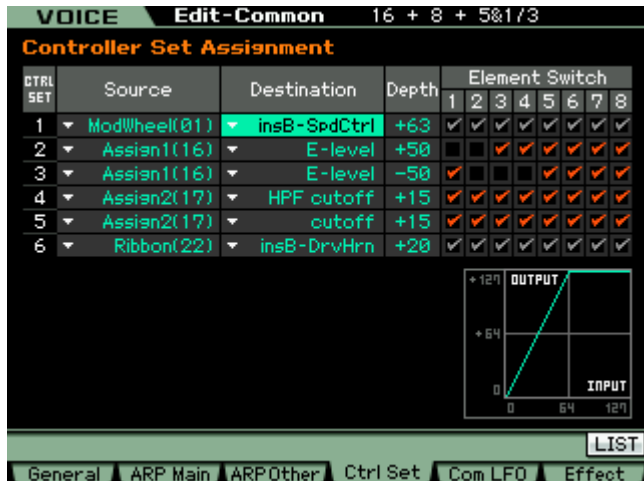 VOICE Edit-Common 16 + 8 + 5&1/3
Controller Set Assignment
CTRL SET Source Destination Depth Element Switch
1 2 3 4 5 6 7 8
1 ModWheel(01) insB-SpdCtrl +63
2 Assign1(16) E-level +50
3 Assign1(16) E-level -50
4 Assign2(17) HPF cutoff +15
5 Assign2(17) cutoff +15
6 Ribbon(22) insB-DrvHrn +20
+127 OUTPUT
+64
0 INPUT
0 64 127
LIST
General ARP Main ARPOther Ctrl Set Com LFO Effect